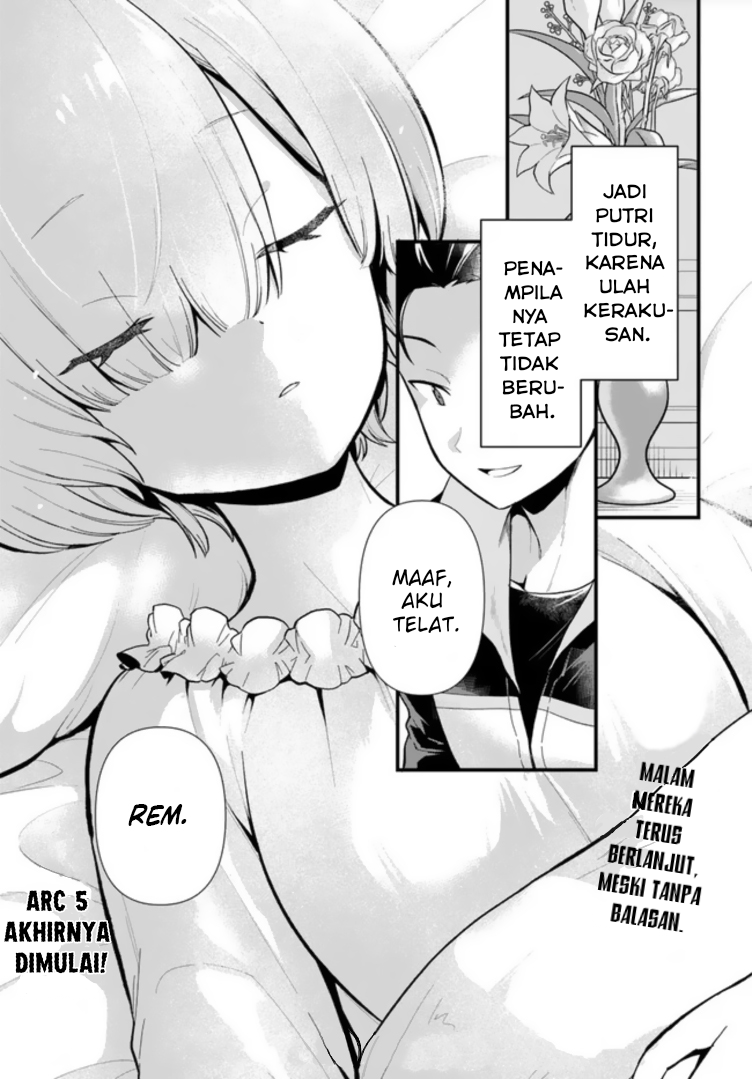 JADI
PUTRI
TIDUR,
KARENA
ULAH
KERAKU-
SAN.
PENA-
MPILA
NYA
TETAP
TIDAK
BERU-
BAH.
MAAF,
AKU
TELAT.
REM.
MALAM
MEREKA
TERUS
BERLANJUT,
MESKI TANPA
BALASAN.
ARC 5
AKHIRNYA
DIMULAI!